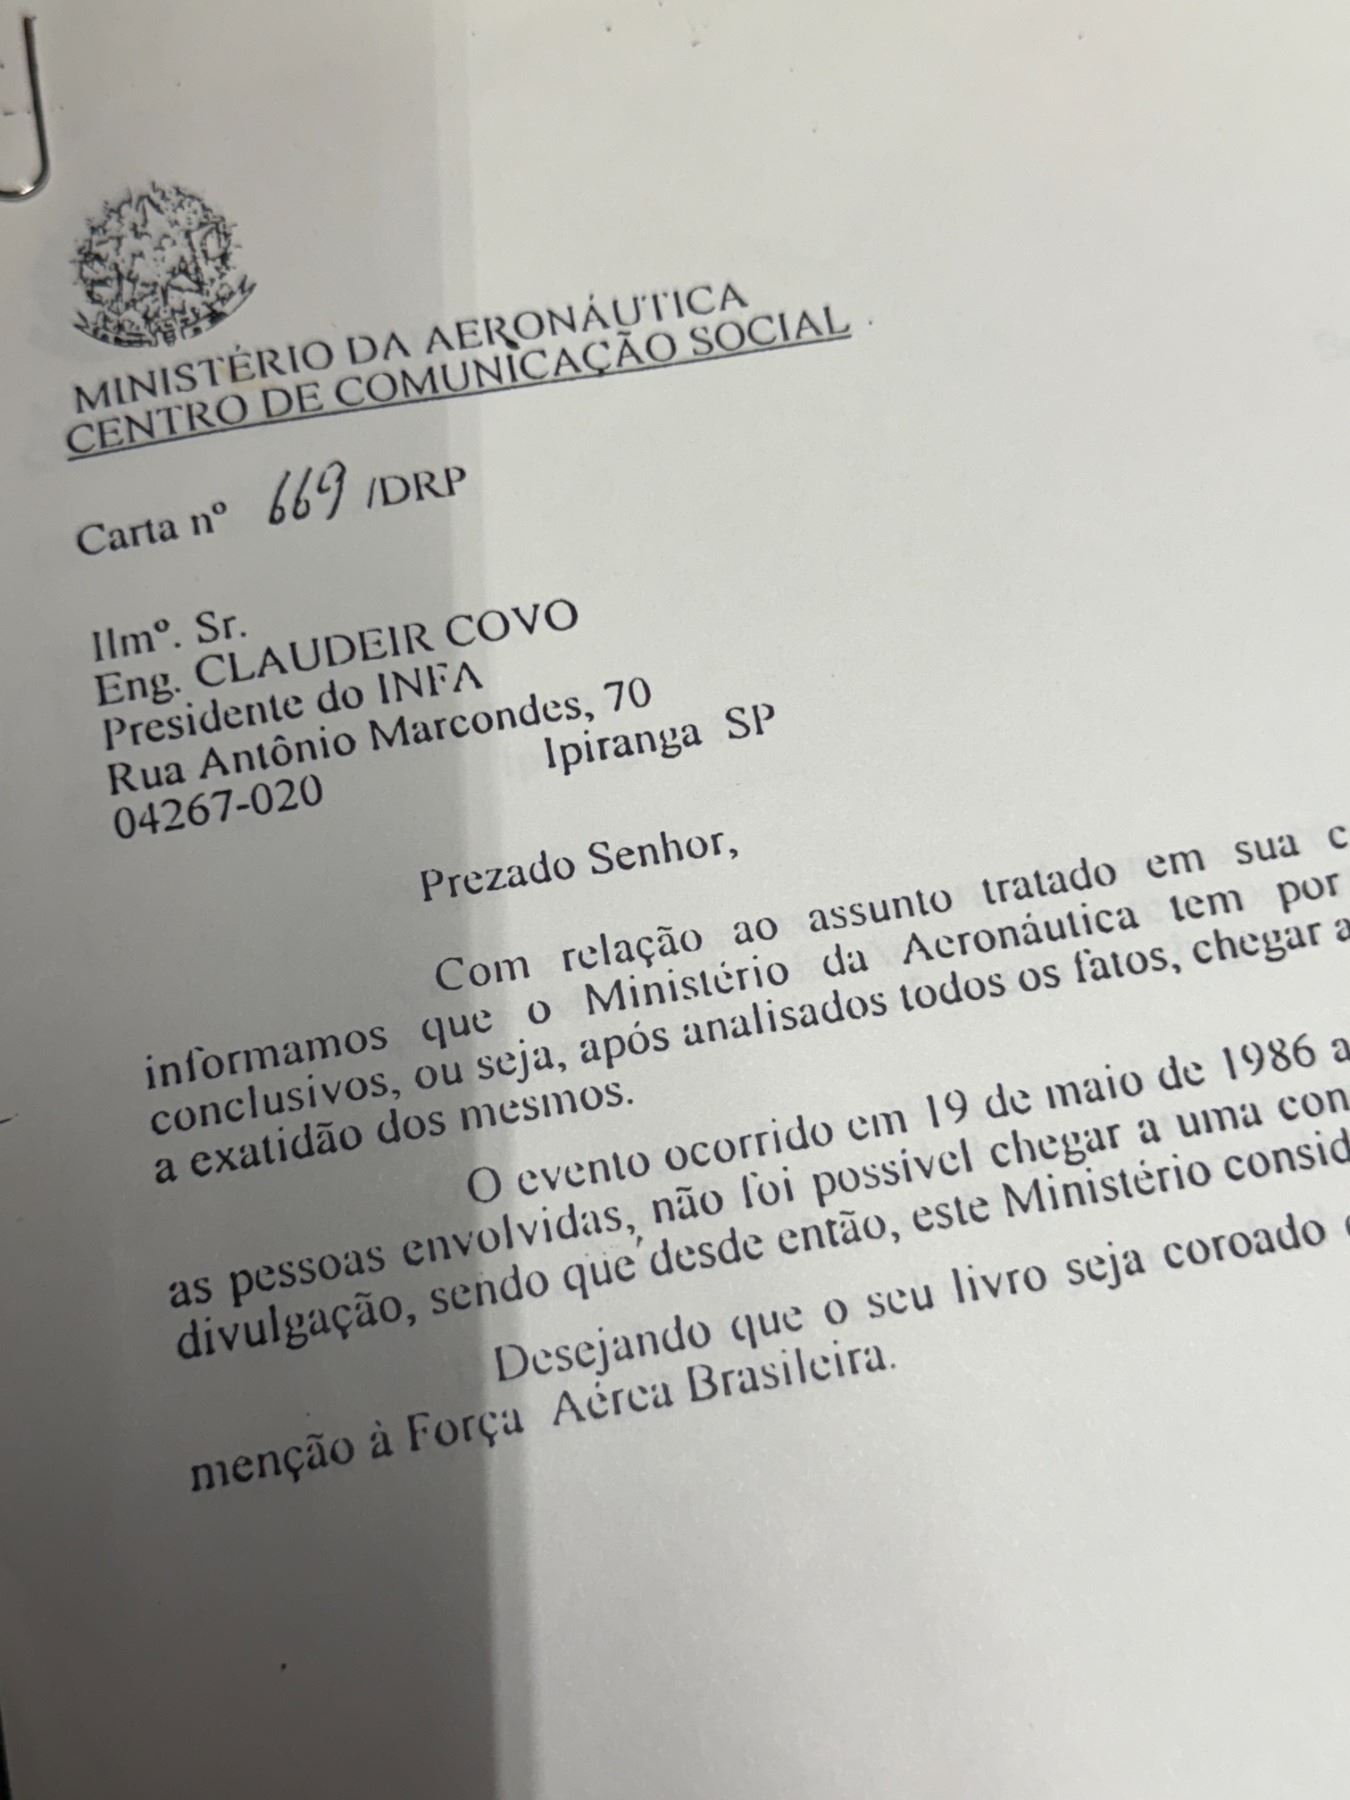 MINISTÉRIO DA AERONÁUTICA
CENTRO DE COMUNICAÇÃO SOCIAL
Carta nº 669 /DRP
Ilmº. Sr.
Eng. CLAUDEIR COVO
Presidente do INFA
Rua Antônio Marcondes, 70
04267-020 Ipiranga SP
Prezado Senhor,
Com relação ao assunto tratado em sua c
informamos que o Ministério da Aeronáutica tem por
conclusivos, ou seja, após analisados todos os fatos, chegar a
a exatidão dos mesmos.
O evento ocorrido em 19 de maio de 1986 a
as pessoas envolvidas, não foi possivel chegar a uma con
divulgação, sendo que desde então, este Ministério consid
Desejando que o seu livro seja coroado
menção à Força Aérea Brasileira.